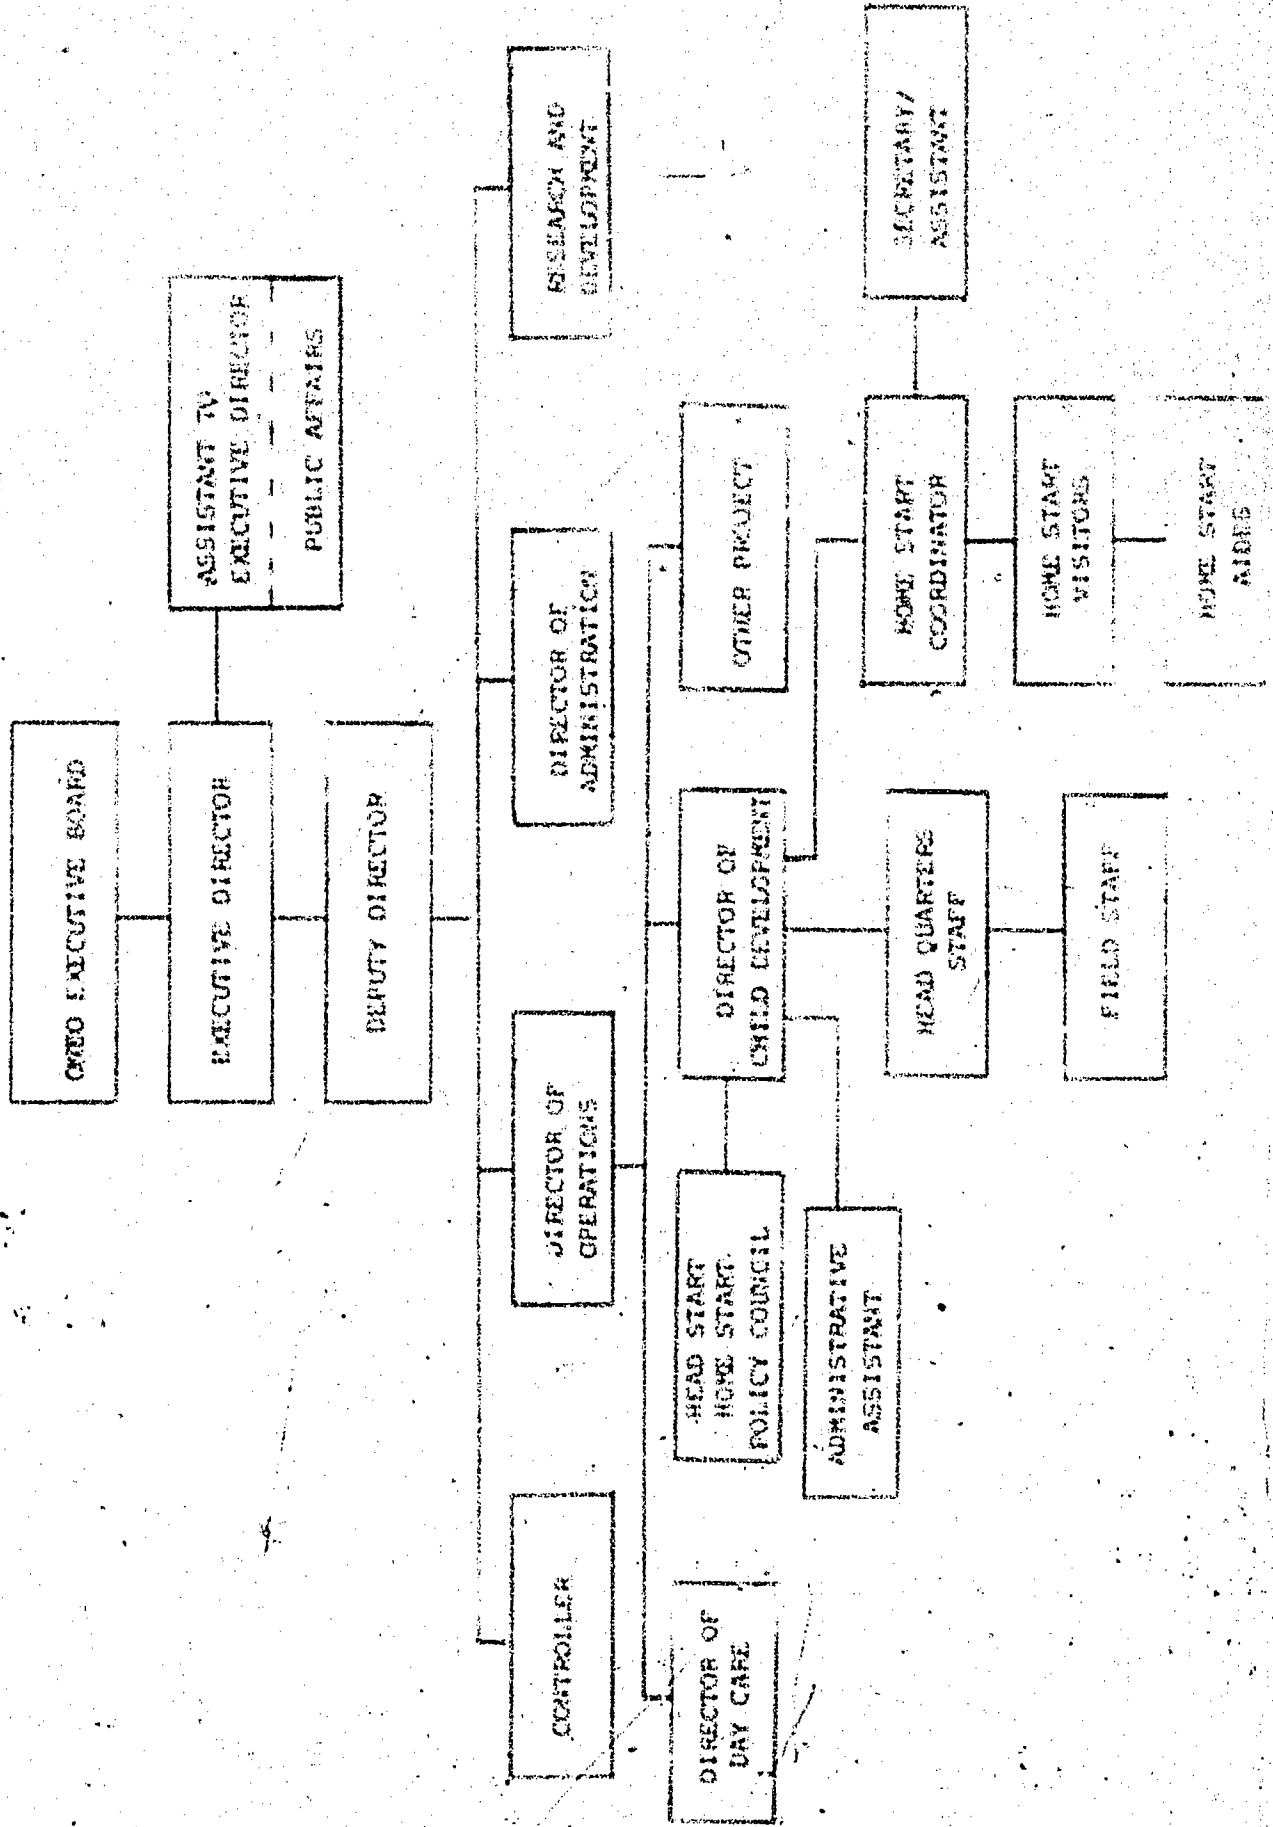 EXECUTIVE BOARD
EXECUTIVE DIRECTOR
ASSISTANT TO
EXECUTIVE DIRECTOR
PUBLIC AFFAIRS
DEPUTY DIRECTOR
CONTROLLER
DIRECTOR OF
OPERATIONS
DIRECTOR OF
ADMINISTRATION
RESEARCH AND
DEVELOPMENT
DIRECTOR OF
DAY CARE
HEAD START
HOME START
POLICY COUNCIL
DIRECTOR OF
CHILD DEVELOPMENT
OTHER PROJECT
ADMINISTRATIVE
ASSISTANT
HEAD QUARTERS
STAFF
FIELD STAFF
HOME START
COORDINATOR
SECRETARY/
ASSISTANT
HOME START
VISITORS
HOME START
AIDES